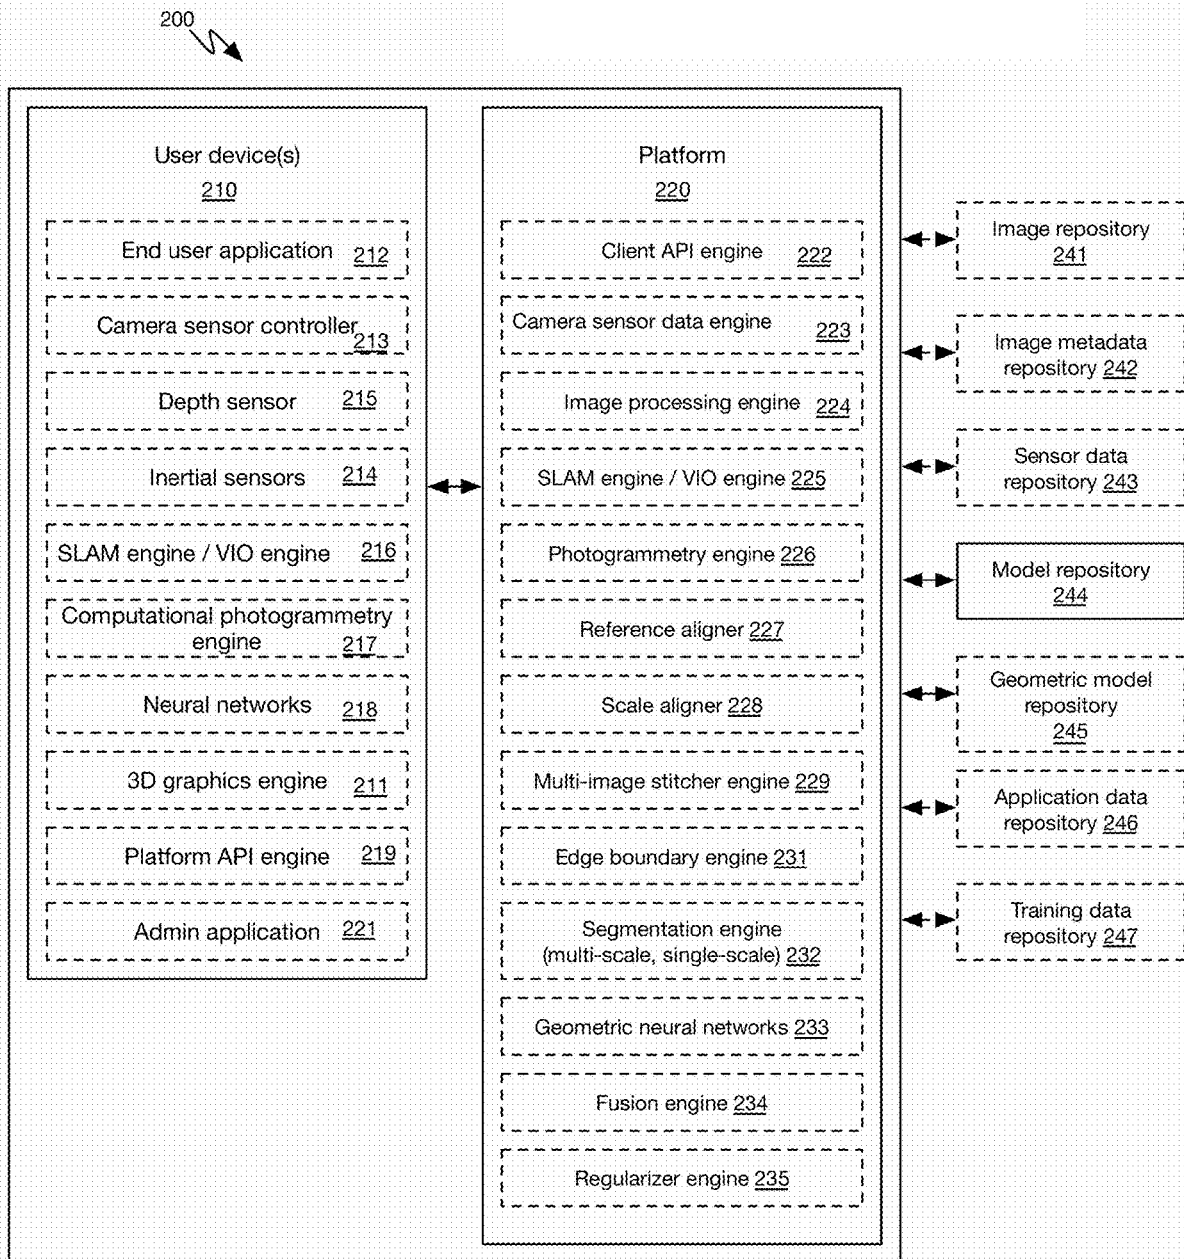 200
User device(s)
210
End user application 212
Camera sensor controller 213
Depth sensor 215
Inertial sensors 214
SLAM engine / VIO engine 216
Computational photogrammetry
engine 217
Neural networks 218
3D graphics engine 211
Platform API engine 219
Admin application 221
Platform
220
Client API engine 222
Camera sensor data engine 223
Image processing engine 224
SLAM engine / VIO engine 225
Photogrammetry engine 226
Reference aligner 227
Scale aligner 228
Multi-image stitcher engine 229
Edge boundary engine 231
Segmentation engine
(multi-scale, single-scale) 232
Geometric neural networks 233
Fusion engine 234
Regularizer engine 235
Image repository
241
Image metadata
repository 242
Sensor data
repository 243
Model repository
244
Geometric model
repository
245
Application data
repository 246
Training data
repository 247